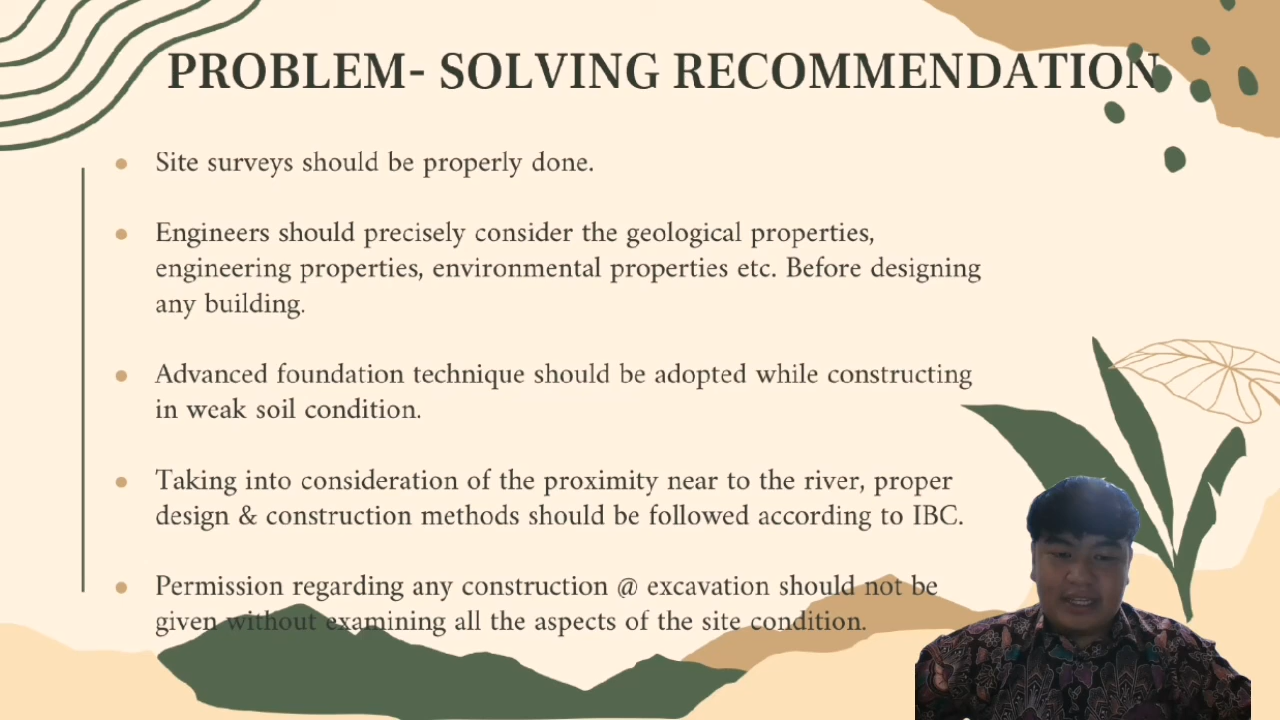 PROBLEM- SOLVING RECOMMENDATION
Site surveys should be properly done.
Engineers should precisely consider the geological properties,
engineering properties, environmental properties etc. Before designing
any building.
Advanced foundation technique should be adopted while constructing
in weak soil condition.
Taking into consideration of the proximity near to the river, proper
design & construction methods should be followed according to IBC.
Permission regarding any construction @ excavation should not be
given without examining all the aspects of the site condition.